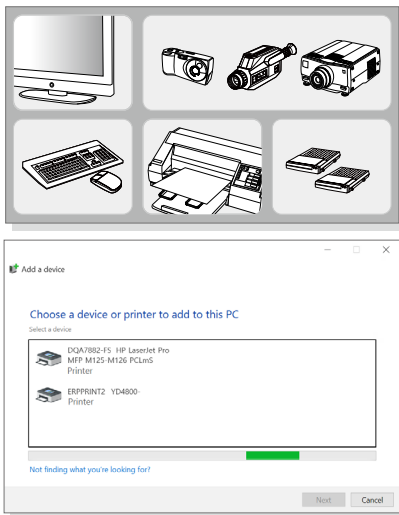 Add a device
Choose a device or printer to add to this PC
Select a device
DQA7882-F5 HP LaserJet Pro
MFP M125-M126 PCLmS
Printer
ERPPRINT2 YD4800-
Printer
Not finding what you're looking for?
Next
Cancel